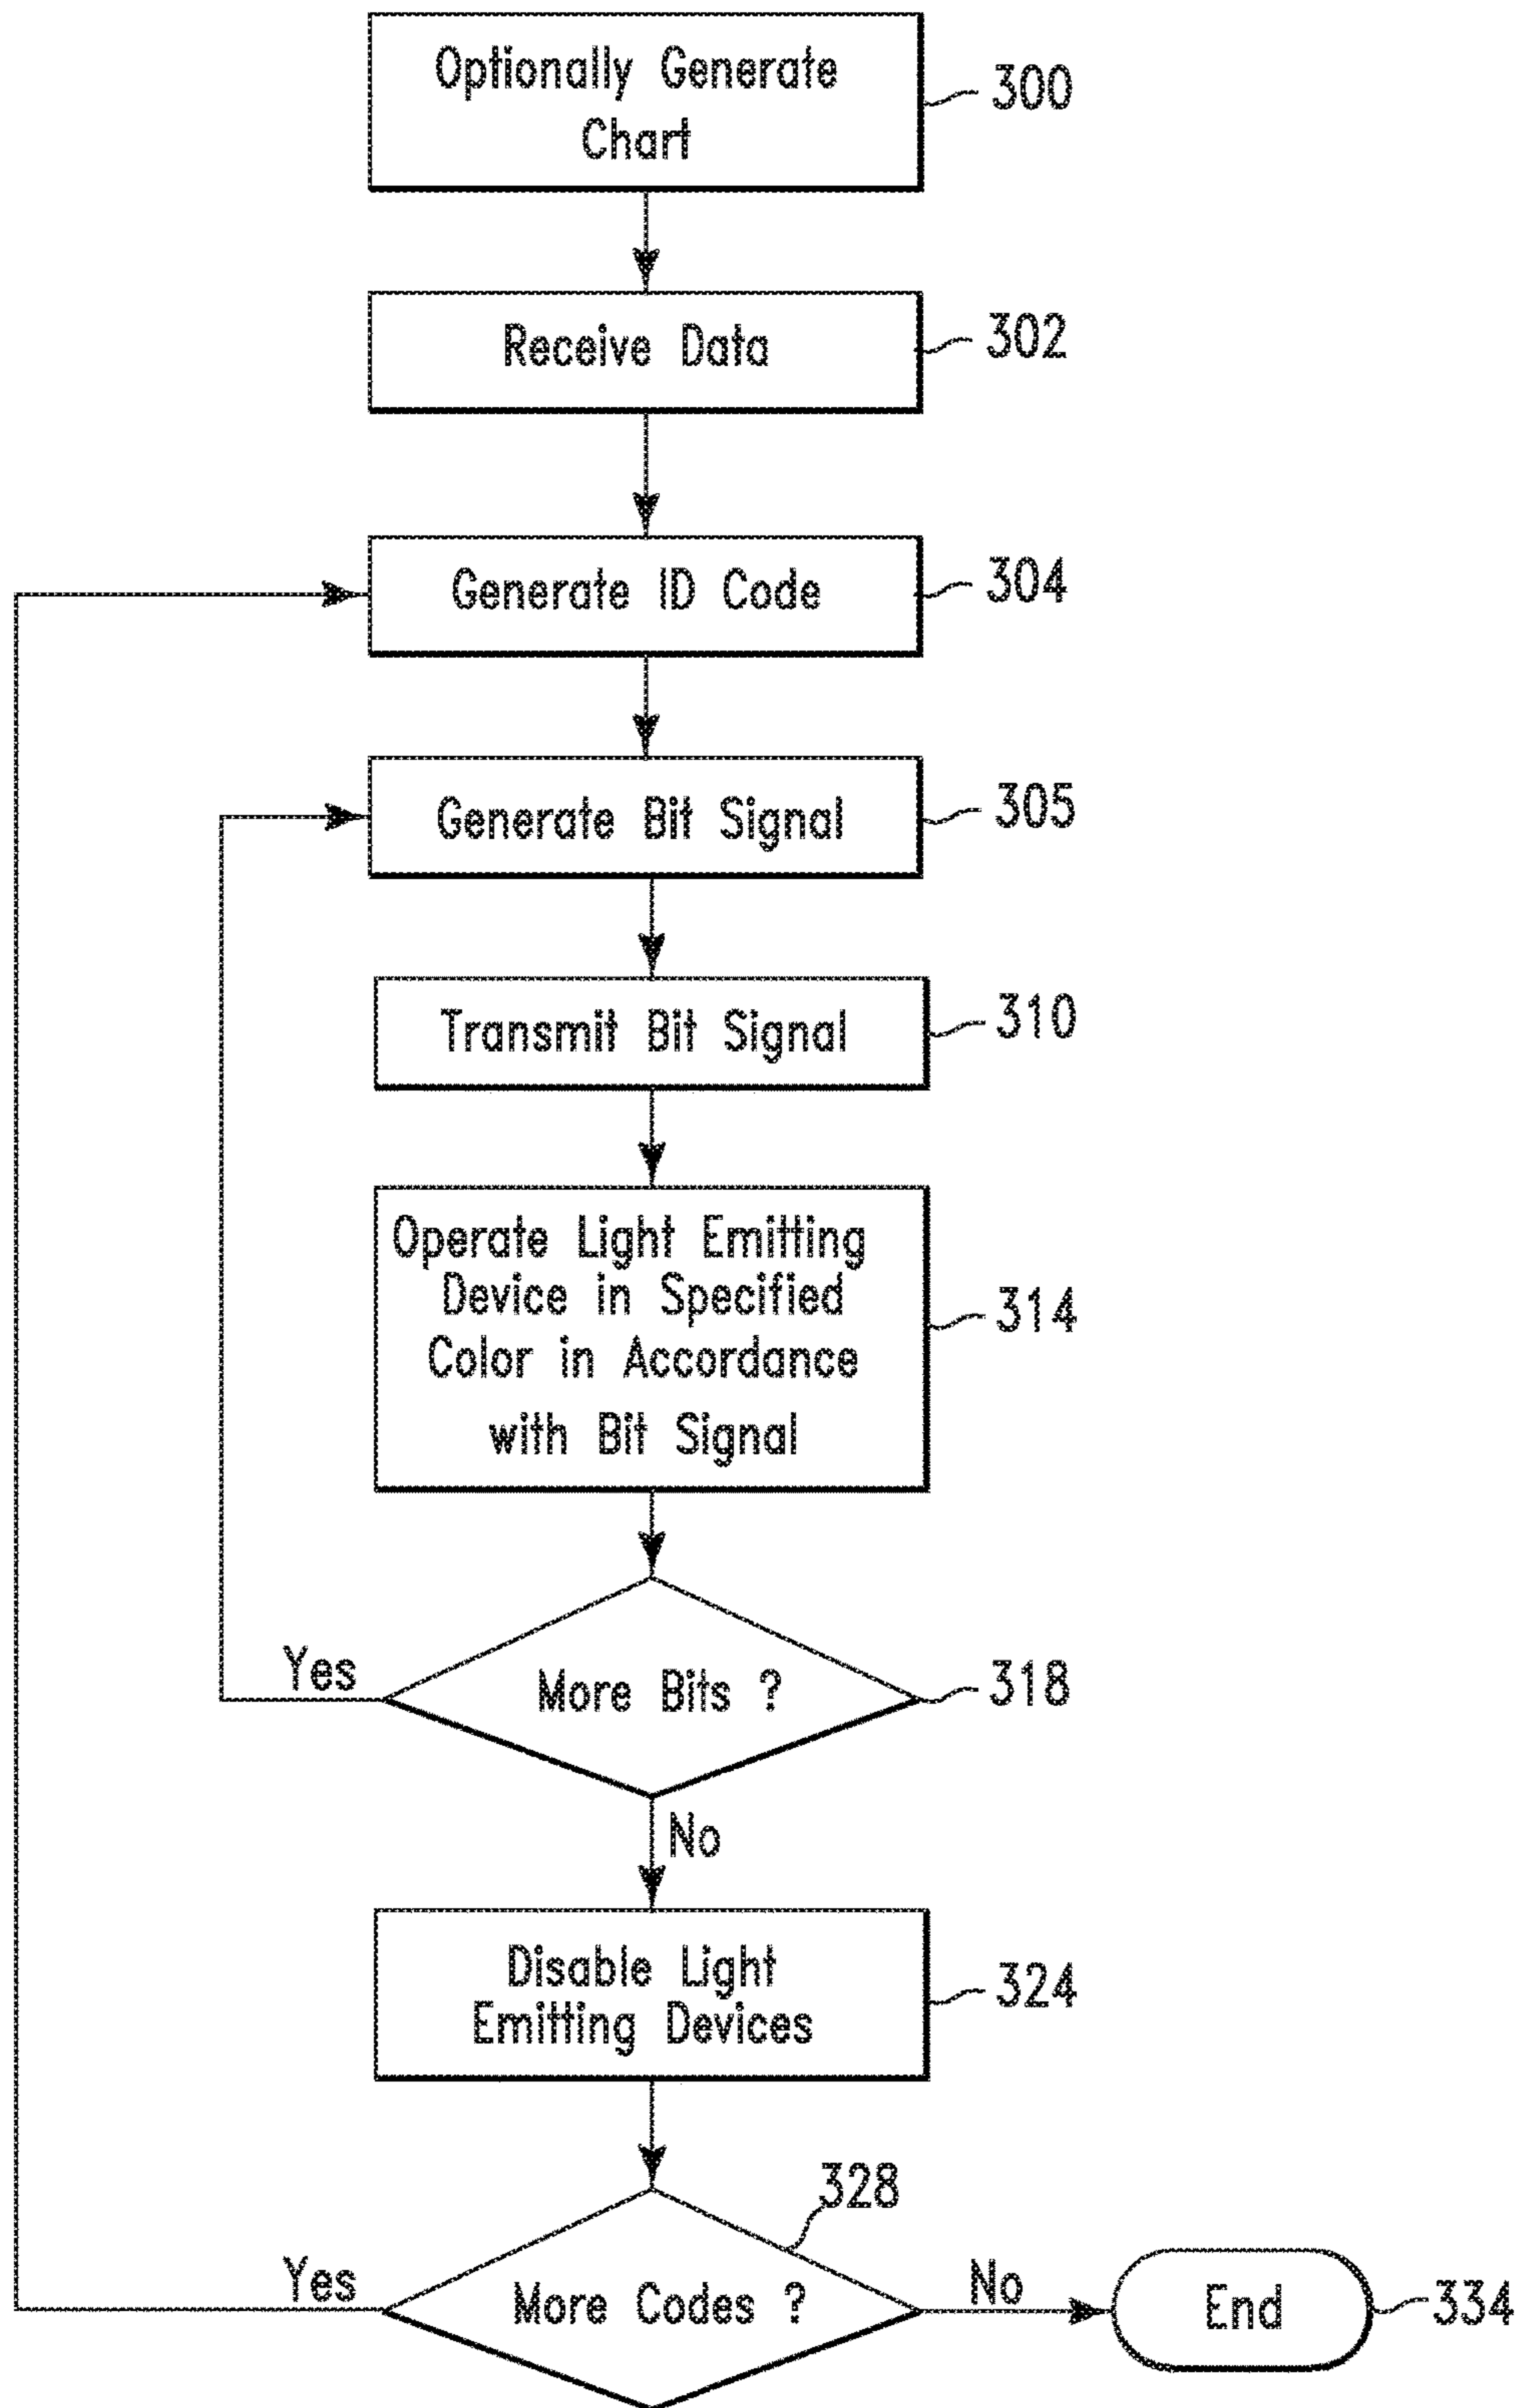 Optionally Generate
Chart
300
Receive Data
302
Generate ID Code
304
Generate Bit Signal
305
Transmit Bit Signal
310
Operate Light Emitting
Device in Specified
Color in Accordance
with Bit Signal
314
Yes
More Bits ?
318
No
Disable Light
Emitting Devices
324
328
Yes
More Codes ?
No
End
334